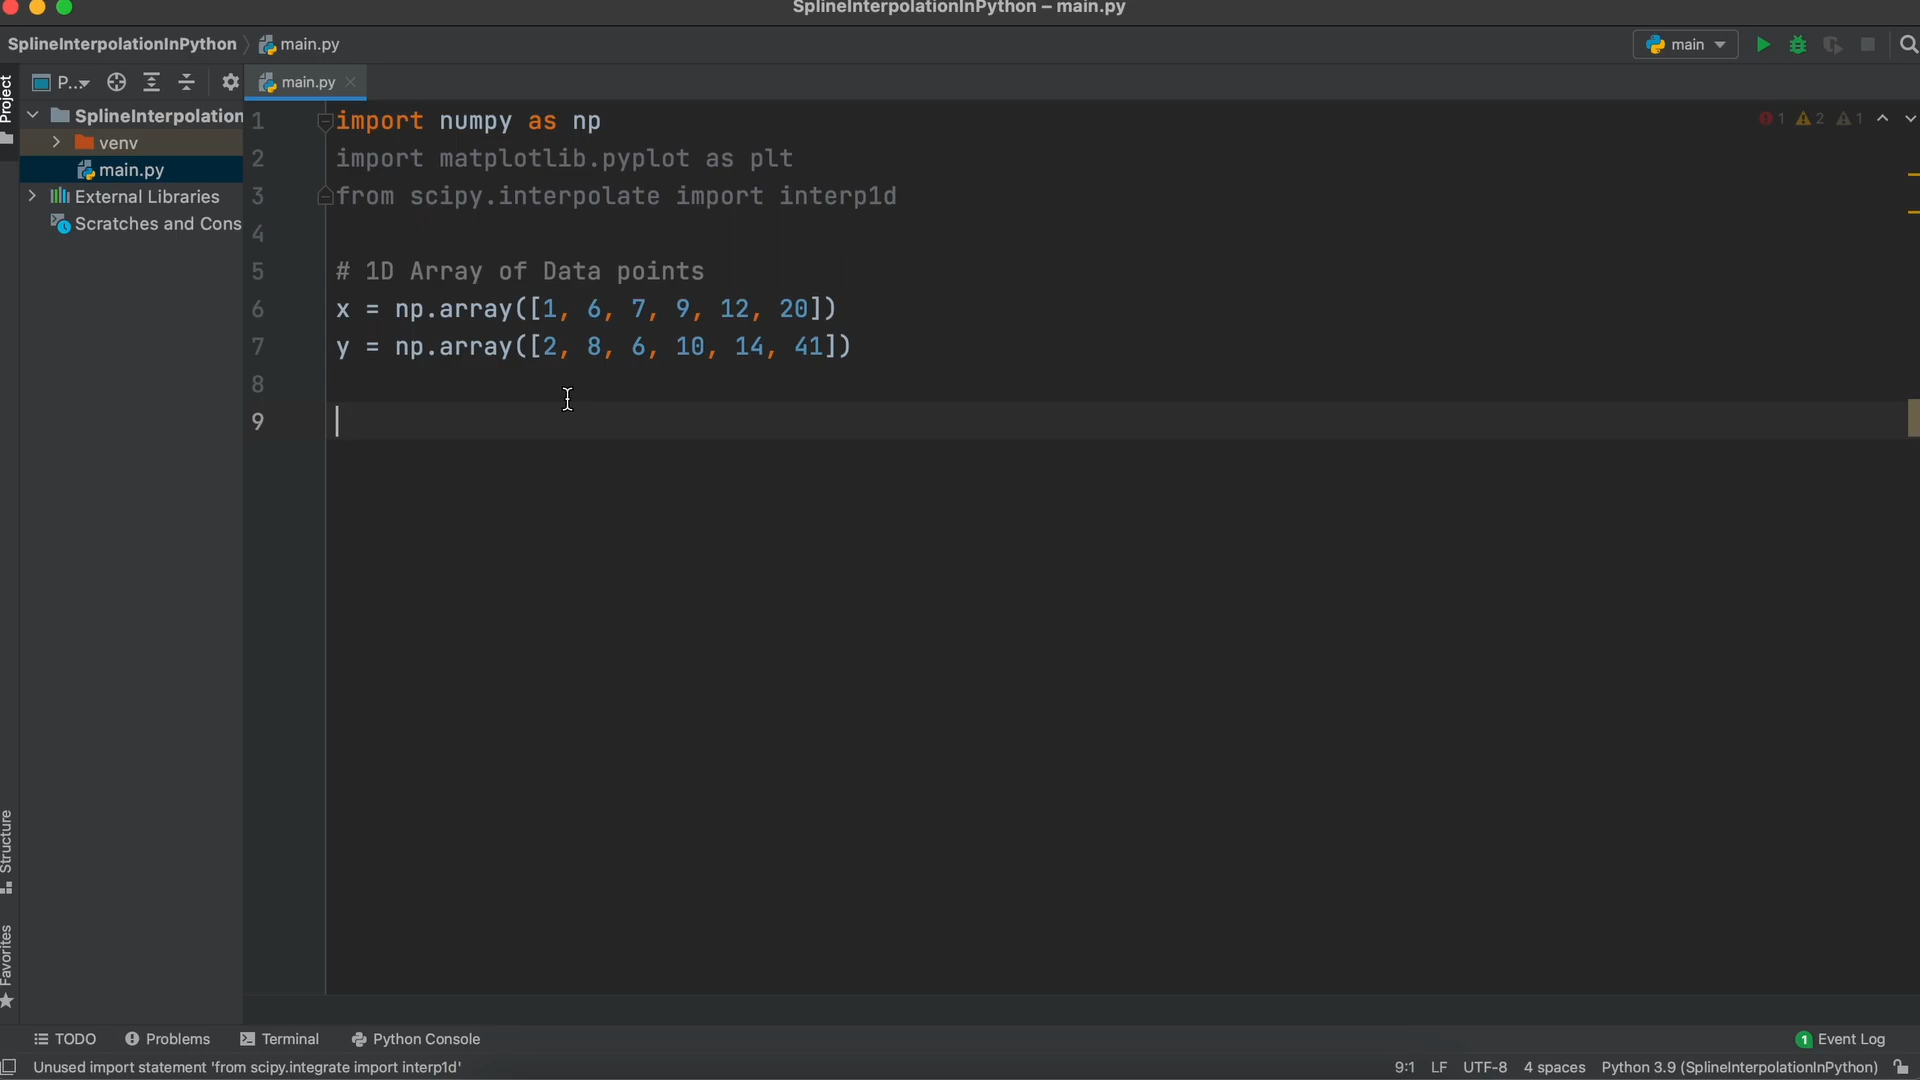 SplineInterpolationInPython – main.py
SplineInterpolationInPython
main.py
main
Project
P...
main.py
SplineInterpolation
venv
main.py
External Libraries
Scratches and Cons
1 import numpy as np
2 import matplotlib.pyplot as plt
3 from scipy.interpolate import interp1d
4
5 # 1D Array of Data points
6 x = np.array([1, 6, 7, 9, 12, 20])
7 y = np.array([2, 8, 6, 10, 14, 41])
8
9
1 2 1
Structure
Favorites
TODO Problems Terminal Python Console
1 Event Log
Unused import statement 'from scipy.integrate import interp1d'
9:1 LF UTF-8 4 spaces Python 3.9 (SplineInterpolationInPython)